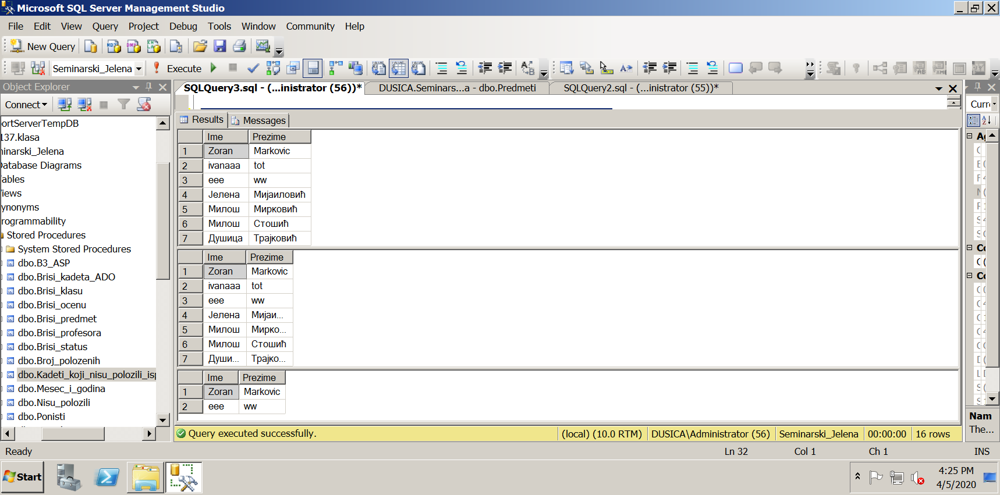 Microsoft SQL Server Management Studio
File Edit View Query Project Debug Tools Window Community Help
New Query
Seminarski_Jelena Execute
Object Explorer
SQLQuery3.sql - (...inistrator (56))* DUSICA.Seminars...a - dbo.Predmeti SQLQuery2.sql - (...inistrator (55))*
Connect
ortServerTempDB
137.klasa
ninarski_Jelena
Database Diagrams
ables
iews
ynonyms
rogrammability
Stored Procedures
System Stored Procedures
dbo.B3_ASP
dbo.Brisi_kadeta_ADO
dbo.Brisi_klasu
dbo.Brisi_ocenu
dbo.Brisi_predmet
dbo.Brisi_profesora
dbo.Brisi_status
dbo.Broj_polozenih
dbo.Kadeti_koji_nisu_polozili_isp
dbo.Mesec_i_godina
dbo.Nisu_polozili
dbo.Ponisti
Results Messages
Ime Prezime
1 Zoran Markovic
2 ivanaaa tot
3 eee ww
4 Јелена Мијаиловић
5 Милош Мирковић
6 Милош Стошић
7 Душица Трајковић
Ime Prezime
1 Zoran Markovic
2 ivanaaa tot
3 eee ww
4 Јелена Мијаи...
5 Милош Мирко...
6 Милош Стошић
7 Души... Трајко...
Ime Prezime
1 Zoran Markovic
2 eee ww
Query executed successfully. (local) (10.0 RTM) DUSICA\Administrator (56) Seminarski_Jelena 00:00:00 16 rows
Curr
Nam
The...
Ready Ln 32 Col 1 Ch 1 INS
Start
4:25 PM
4/5/2020